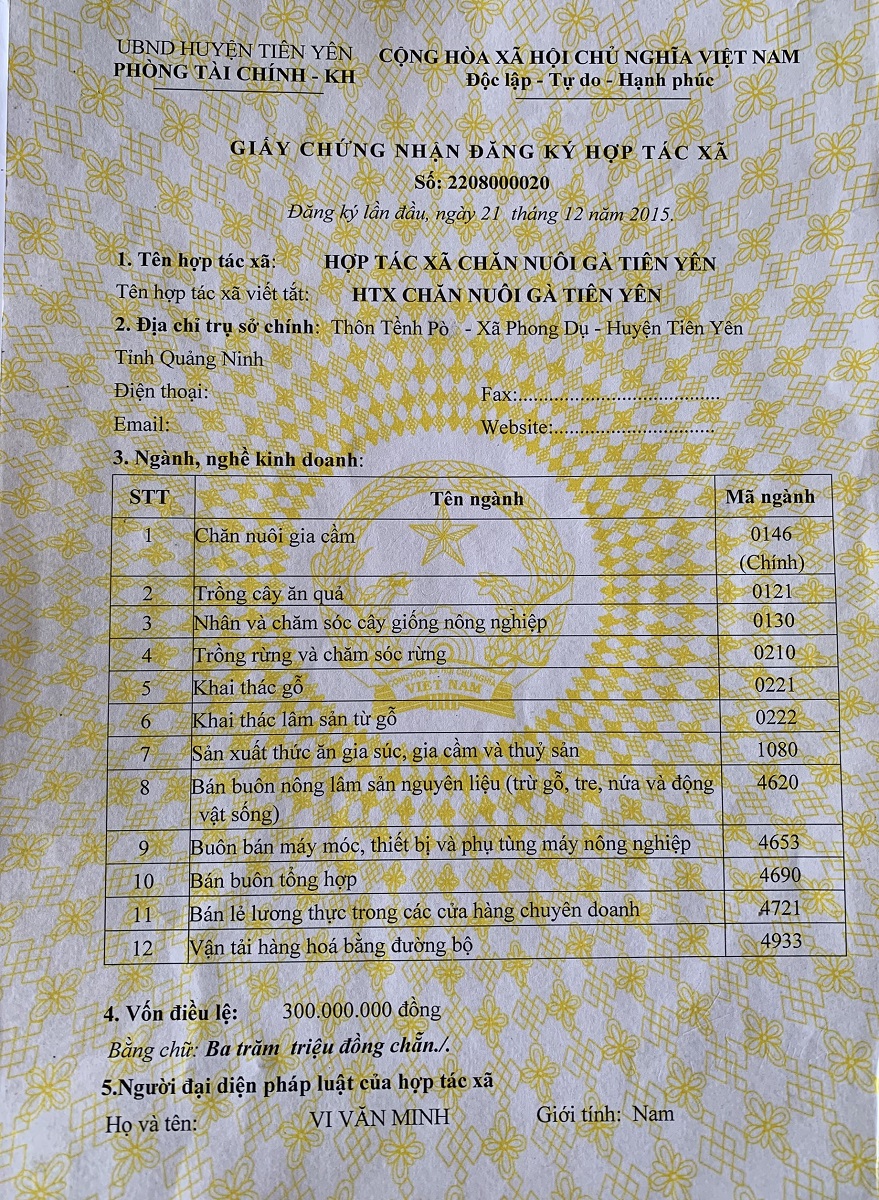 UBND HUYỆN TIÊN YÊN
PHÒNG TÀI CHÍNH - KH
CỘNG HÒA XÃ HỘI CHỦ NGHĨA VIỆT NAM
Độc lập - Tự do - Hạnh phúc
GIẤY CHỨNG NHẬN ĐĂNG KÝ HỢP TÁC XÃ
Số: 2208000020
Đăng ký lần đầu, ngày 21 tháng 12 năm 2015.
1. Tên hợp tác xã: HỢP TÁC XÃ CHĂN NUÔI GÀ TIÊN YÊN
Tên hợp tác xã viết tắt: HTX CHĂN NUÔI GÀ TIÊN YÊN
2. Địa chỉ trụ sở chính: Thôn Tềnh Pò - Xã Phong Dụ - Huyện Tiên Yên
Tỉnh Quảng Ninh
Điện thoại: Fax:......................................
Email: Website:..............................
3. Ngành, nghề kinh doanh:
STT Tên ngành Mã ngành
1 Chăn nuôi gia cầm 0146
(Chính)
2 Trồng cây ăn quả 0121
3 Nhân và chăm sóc cây giống nông nghiệp 0130
4 Trồng rừng và chăm sóc rừng 0210
5 Khai thác gỗ 0221
6 Khai thác lâm sản từ gỗ 0222
7 Sản xuất thức ăn gia súc, gia cầm và thuỷ sản 1080
8 Bán buôn nông lâm sản nguyên liệu (trừ gỗ, tre, nứa và động 4620
vật sống)
9 Buôn bán máy móc, thiết bị và phụ tùng máy nông nghiệp 4653
10 Bán buôn tổng hợp 4690
11 Bán lẻ lương thực trong các cửa hàng chuyên doanh 4721
12 Vận tải hàng hoá bằng đường bộ 4933
VIỆT NAM
4. Vốn điều lệ: 300.000.000 đồng
Bằng chữ: Ba trăm triệu đồng chẵn./.
5.Người đại diện pháp luật của hợp tác xã
Họ và tên: VI VĂN MINH Giới tính: Nam